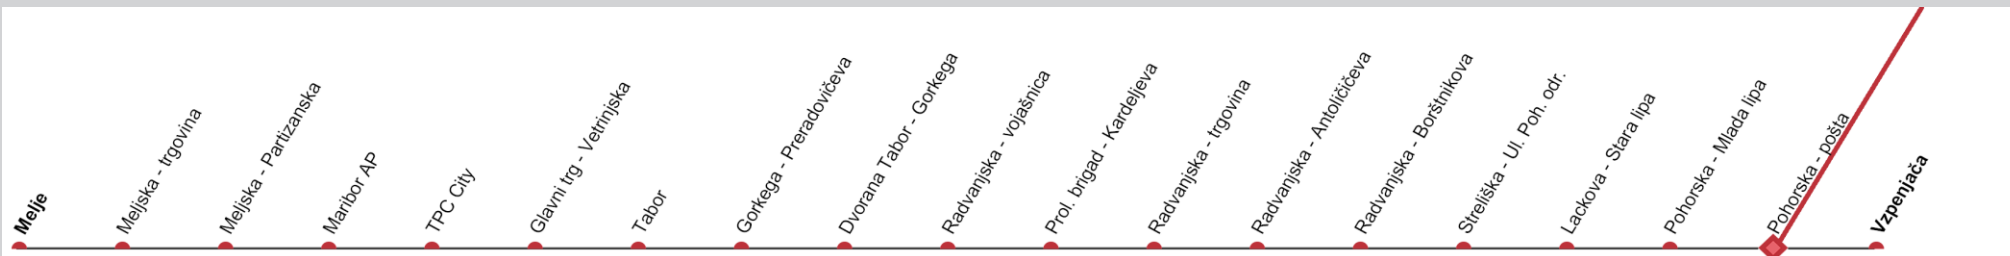 Melje
Meljska - trgovina
Meljska - Partizanska
Maribor AP
TPC City
Glavni trg - Vetrinjska
Tabor
Gorkega - Preradovičeva
Dvorana Tabor - Gorkega
Radvanjska - vojašnica
Prol. brigad - Kardeljeva
Radvanjska - trgovina
Radvanjska - Antoličičeva
Radvanjska - Borštnikova
Streliška - Ul. Poh. odr.
Lackova - Stara lipa
Pohorska - Mlada lipa
Pohorska - pošta
Vzpenjača